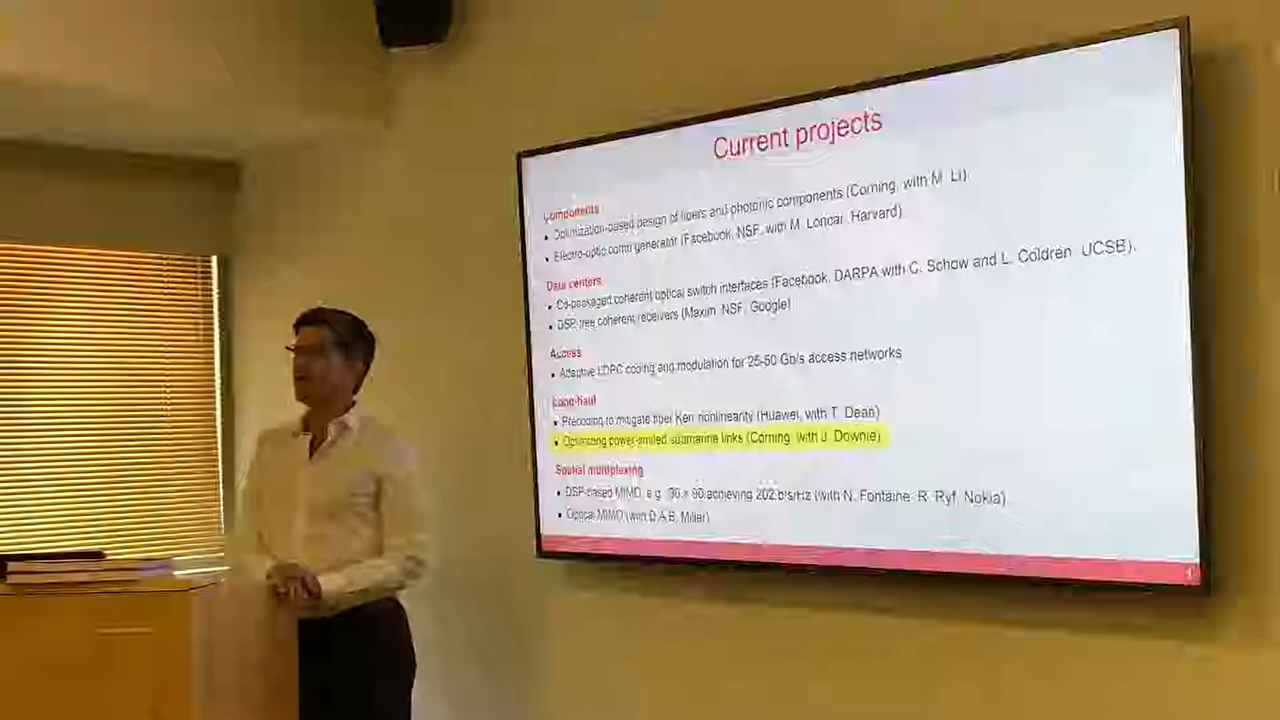 Current projects
Components
• Optimization-based design of fibers and photonic components (Corning, with M. Li).
• Electro-optic comb generator (Facebook, NSF, with M. Loncar, Harvard).
Data centers
• Co-packaged coherent optical switch interfaces (Facebook, DARPA with C. Schow and L. Coldren, UCSB).
• DSP-free coherent receivers (Maxim, NSF, Google)
Access
• Adaptive LDPC coding and modulation for 25-50 Gb/s access networks
Long-haul
• Precoding to mitigate fiber Kerr nonlinearity (Huawei, with T. Dean)
• Optimizing power-limited submarine links (Corning, with J. Downie).
Spatial multiplexing
• DSP-based MIMO, e.g. 90 x 90 achieving 202 b/s/Hz (with N. Fontaine, R. Ryf, Nokia).
• Optical MIMO (with D.A.B. Miller)